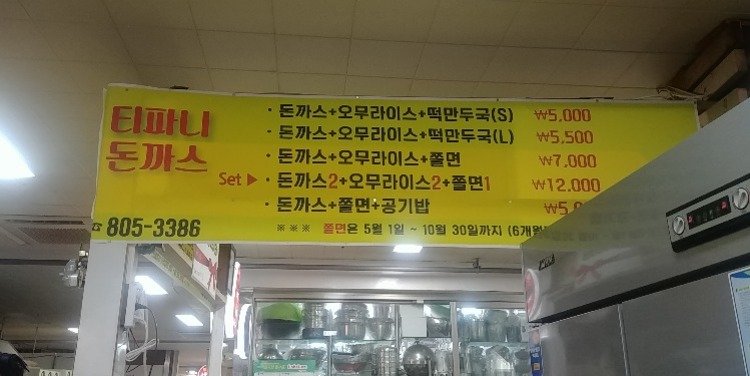 티파니
돈까스
☎805-3386
· 돈까스+오무라이스+떡만두국(S) ₩5,000
· 돈까스+오무라이스+떡만두국(L) ₩5,500
· 돈까스+오무라이스+쫄면 ₩7,000
Set ▶ · 돈까스2+오무라이스2+쫄면1 ₩12,000
· 돈까스+쫄면+공기밥
※※※ 쫄면은 5월 1일 ~ 10월 30일까지 (6개월